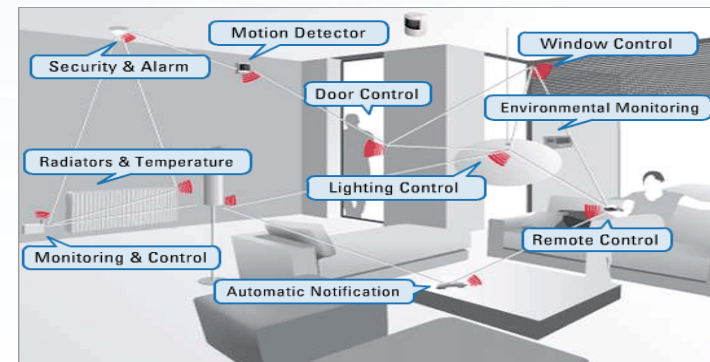 Motion Detector
Window Control
Security & Alarm
Door Control
Environmental Monitoring
Radiators & Temperature
Lighting Control
Remote Control
Monitoring & Control
Automatic Notification